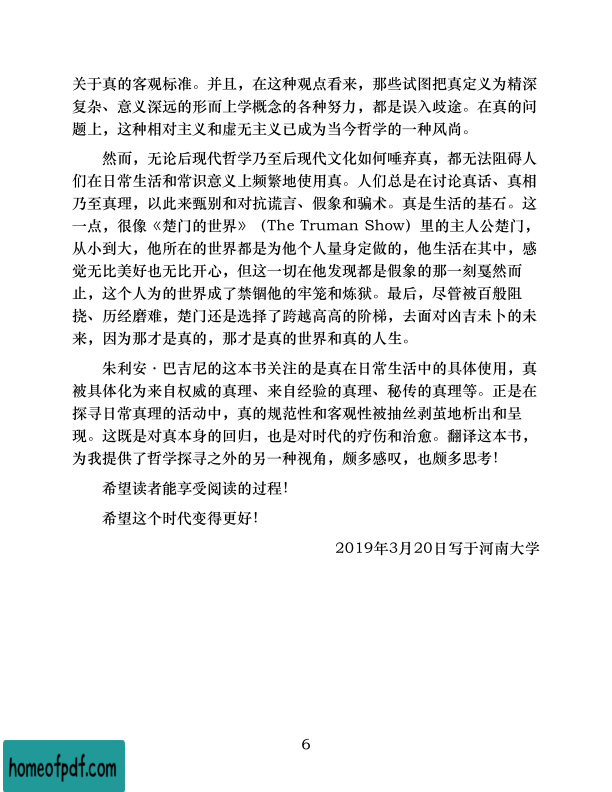 关于真的客观标准。并且，在这种观点看来，那些试图把真定义为精深
复杂、意义深远的形而上学概念的各种努力，都是误入歧途。在真的问
题上，这种相对主义和虚无主义已成为当今哲学的一种风尚。
然而，无论后现代哲学乃至后现代文化如何唾弃真，都无法阻碍人
们在日常生活和常识意义上频繁地使用真。人们总是在讨论真话、真相
乃至真理，以此来甄别和对抗谎言、假象和骗术。真是生活的基石。这
一点，很像《楚门的世界》（The Truman Show）里的主人公楚门，
从小到大，他所在的世界都是为他个人量身定做的，他生活在其中，感
觉无比美好也无比开心，但这一切在他发现都是假象的那一刻戛然而
止，这个人为的世界成了禁锢他的牢笼和炼狱。最后，尽管被百般阻
挠、历经磨难，楚门还是选择了跨越高高的阶梯，去面对凶吉未卜的未
来，因为那才是真的，那才是真的世界和真的人生。
朱利安·巴吉尼的这本书关注的是真在日常生活中的具体使用，真
被具体化为来自权威的真理、来自经验的真理、秘传的真理等。正是在
探寻日常真理的活动中，真的规范性和客观性被抽丝剥茧地析出和呈
现。这既是对真本身的回归，也是对时代的疗伤和治愈。翻译这本书，
为我提供了哲学探寻之外的另一种视角，颇多感叹，也颇多思考！
希望读者能享受阅读的过程！
希望这个时代变得更好！
2019年3月20日写于河南大学
6
homeofpdf.com